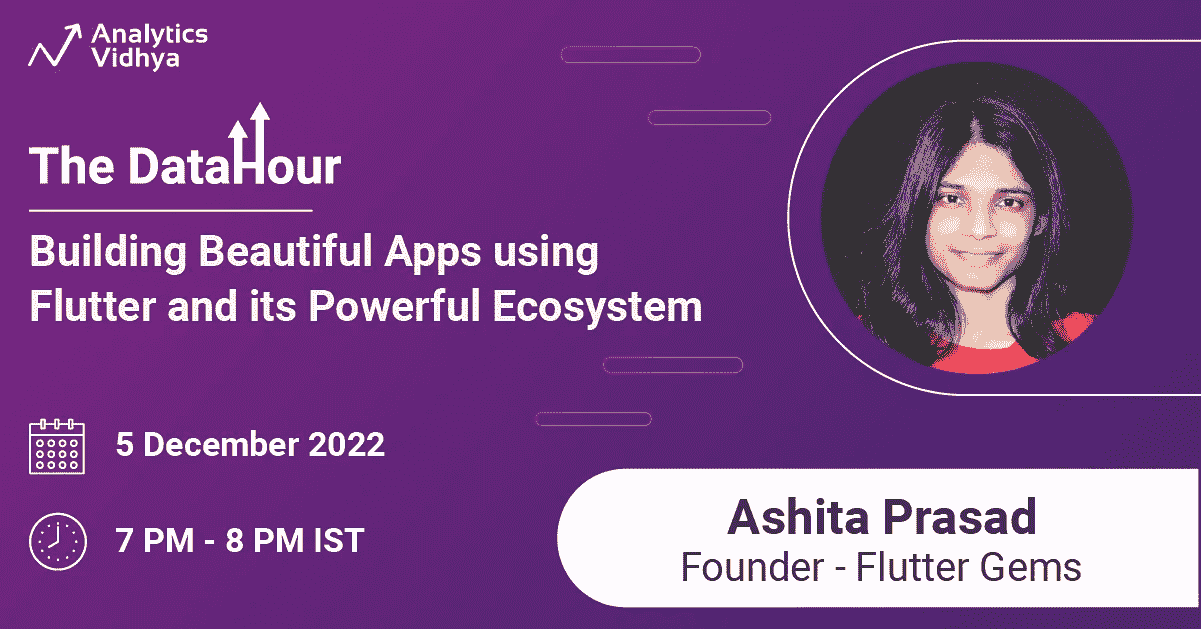 Analytics
Vidhya
The DataHour
Building Beautiful Apps using
Flutter and its Powerful Ecosystem
5 December 2022
7 PM - 8 PM IST
Ashita Prasad
Founder - Flutter Gems